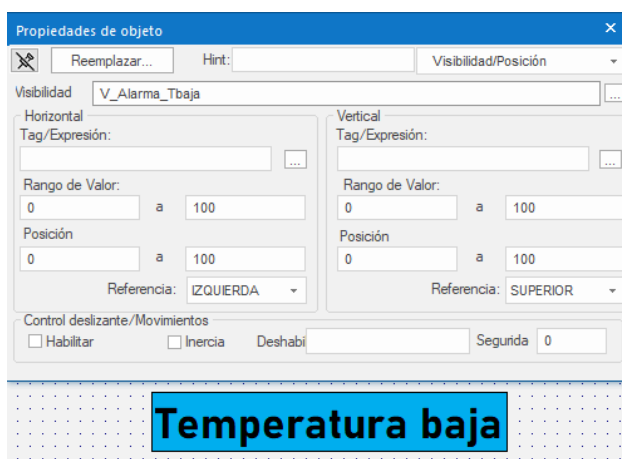 Propiedades de objeto
Reemplazar... Hint: Visibilidad/Posición
Visibilidad V_Alarma_Tbaja ...
Horizontal Vertical
Tag/Expresión: Tag/Expresión:
... ...
Rango de Valor: Rango de Valor:
0 a 100 0 a 100
Posición Posición
0 a 100 0 a 100
Referencia: IZQUIERDA Referencia: SUPERIOR
Control deslizante/Movimientos
Habilitar Inercia Deshabi Segurida 0
Temperatura baja